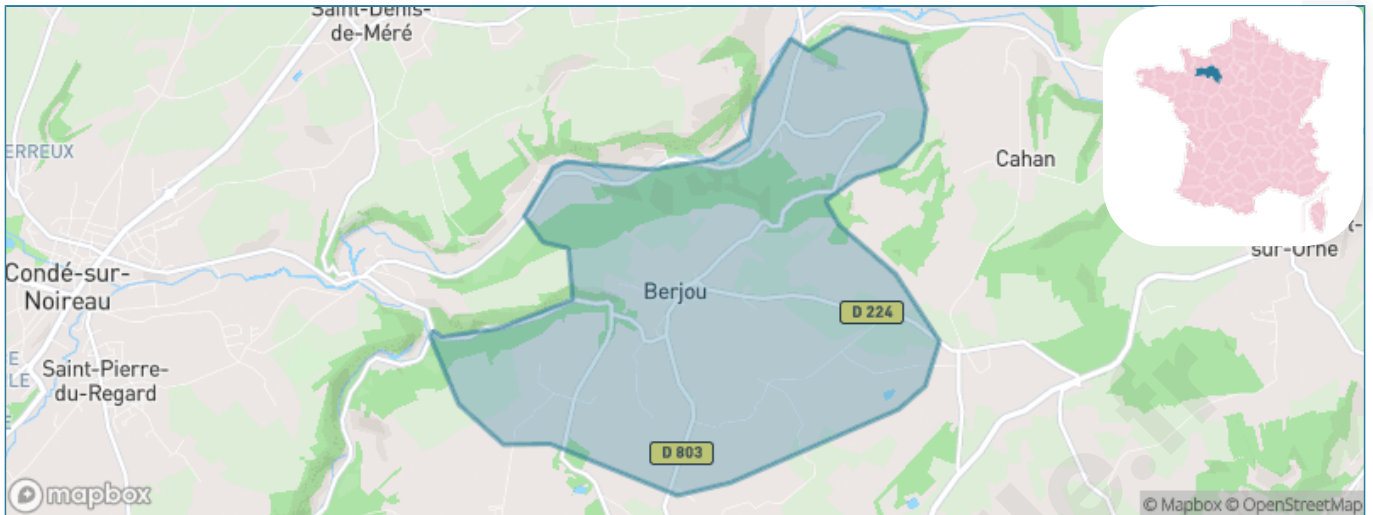 Saint-Denis-
de-Méré
ERREUX
Cahan
Condé-sur-
Noireau
Berjou
D 224
sur-Orne
Saint-Pierre-
du-Regard
E
LE
D 803
mapbox
© Mapbox © OpenStreetMap